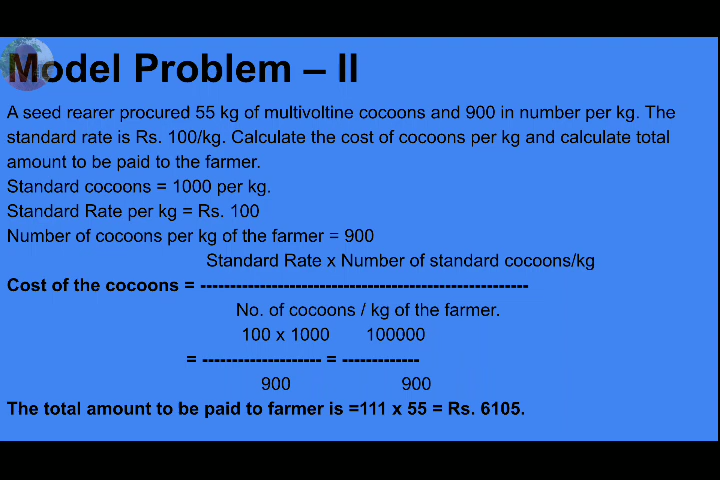 Model Problem – II
A seed rearer procured 55 kg of multivoltine cocoons and 900 in number per kg. The
standard rate is Rs. 100/kg. Calculate the cost of cocoons per kg and calculate total
amount to be paid to the farmer.
Standard cocoons = 1000 per kg.
Standard Rate per kg = Rs. 100
Number of cocoons per kg of the farmer = 900
Standard Rate x Number of standard cocoons/kg
Cost of the cocoons = -------------------------------------------------------
No. of cocoons / kg of the farmer.
100 x 1000 100000
= -------------------- = -------------
900 900
The total amount to be paid to farmer is =111 x 55 = Rs. 6105.